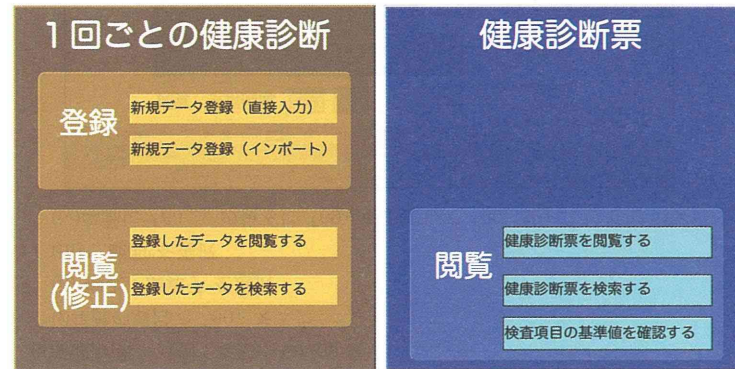 1回ごとの健康診断
登録
新規データ登録（直接入力）
新規データ登録（インポート）
閲覧
(修正)
登録したデータを閲覧する
登録したデータを検索する
健康診断票
閲覧
健康診断票を閲覧する
健康診断票を検索する
検査項目の基準値を確認する